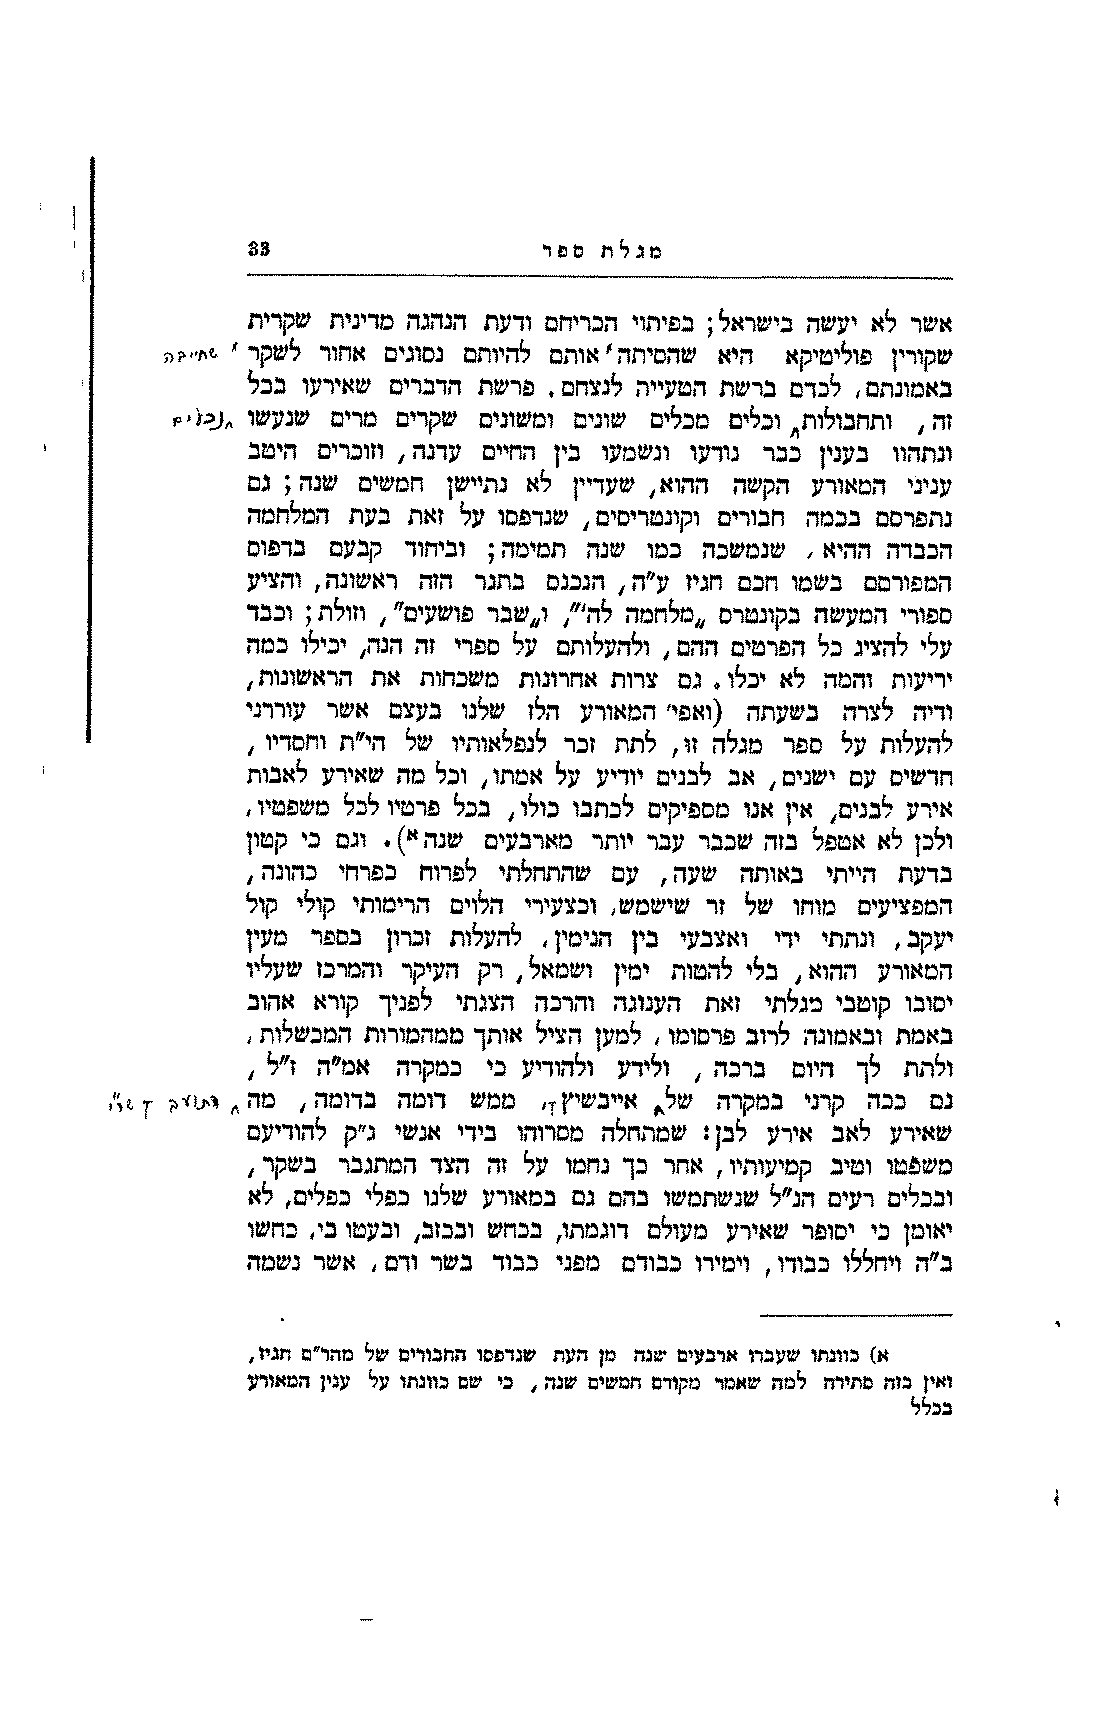 מגלת ספר 33
אשר לא יעשה בישראל; בפיתוי הכריחם ודעת הנהגה מדינית שקרית
שקורין פוליטיקא היא שהסיתה אותם להיותם נסוגים אחור לשקר
באמונתם, לכדם ברשת הטעייה לנצחם. פרשת הדברים שאירעו בכל
זה, ותחבולות וכלים מכלים שונים ומשונים שקרים מרים שנעשו
ונתהוו בענין כבר נודעו ונשמעו בין החיים עדנה, וזוכרים היטב
עניני המאורע הקשה ההוא, שעדיין לא נתיישן חמשים שנה; גם
נתפרסם בכמה חבורים וקונטריסים, שנדפסו על זאת בעת המלחמה
הכבדה ההיא, שנמשכה כמו שנה תמימה; וביחוד קבעם בדפוס
המפורסם בשמו חכם חגיז ע"ה, הנכנס בתגר הזה ראשונה, והציע
ספורי המעשה בקונטרס „מלחמה לה'", ו„שבר פושעים", וזולת; וכבד
עלי להציג כל הפרטים ההם, ולהעלותם על ספרי זה הנה, יכילו כמה
יריעות והמה לא יכלו. גם צרות אחרונות משכחות את הראשונות,
ודיה לצרה בשעתה (ואפי' המאורע הלז שלנו בעצם אשר עוררני
להעלות על ספר מגלה זו, לתת זכר לנפלאותיו של הי"ת וחסדיו,
חדשים עם ישנים, אב לבנים יודיע על אמתו, וכל מה שאירע לאבות
אירע לבנים, אין אנו מספיקים לכתבו כולו, בכל פרטיו לכל משפטיו,
ולכן לא אטפל בזה שכבר עבר יותר מארבעים שנה א). וגם כי קטון
בדעת הייתי באותה שעה, עם שהתחלתי לפרוח כפרחי כהונה,
המפציעים מוחו של זר שישמש, וכצעירי הלוים הרימותי קולי קול
יעקב, ונתתי ידי ואצבעי בין הנימין, להעלות זכרון בספר מעין
המאורע ההוא, בלי להטות ימין ושמאל, רק העיקר והמרכז שעליו
יסובו קוטבי מגלתי זאת הענוגה והרכה הצגתי לפניך קורא אהוב
באמת ובאמונה לרוב פרסומו, למען הציל אותך ממהמורות המכשלות,
ולתת לך היום ברכה, ולידע ולהודיע כי כמקרה אמ"ה ז"ל,
גם ככה קרני במקרה של אייבשיץ, ממש דומה בדומה, מה
שאירע לאב אירע לבן: שמתחלה מסרוהו בידי אנשי ג"ק להודיעם
משפטו וטיב קמיעותיו, אחר כך נחמו על זה הצד המתגבר בשקר,
ובכלים רעים הנ"ל שנשתמשו בהם גם במאורע שלנו כפלי כפלים, לא
יאומן כי יסופר שאירע מעולם דוגמתו, בכחש ובכזב, ובעטו בי, כחשו
ב"ה ויחללו כבודו, וימירו כבודם מפני כבוד בשר ודם, אשר נשמה
א) כוונתו שעברו ארבעים שנה מן העת שנדפסו החבורים של מהר"ם חגיז,
ואין בזה סתירה למה שאמר מקודם חמשים שנה, כי שם כוונתו על ענין המאורע
בכלל